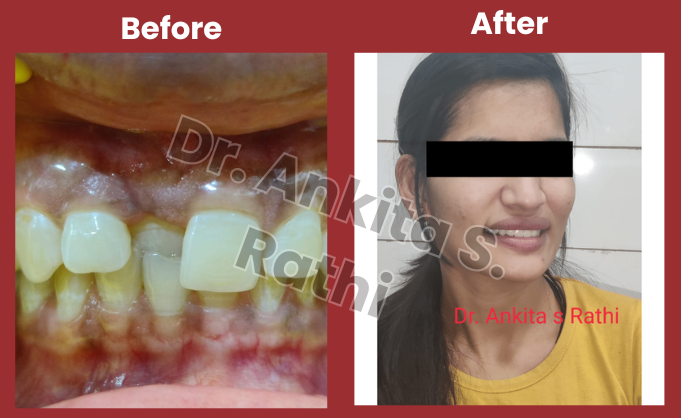 Before
After
Dr. Ankita S.
Rathi
Dr. Ankita s Rathi